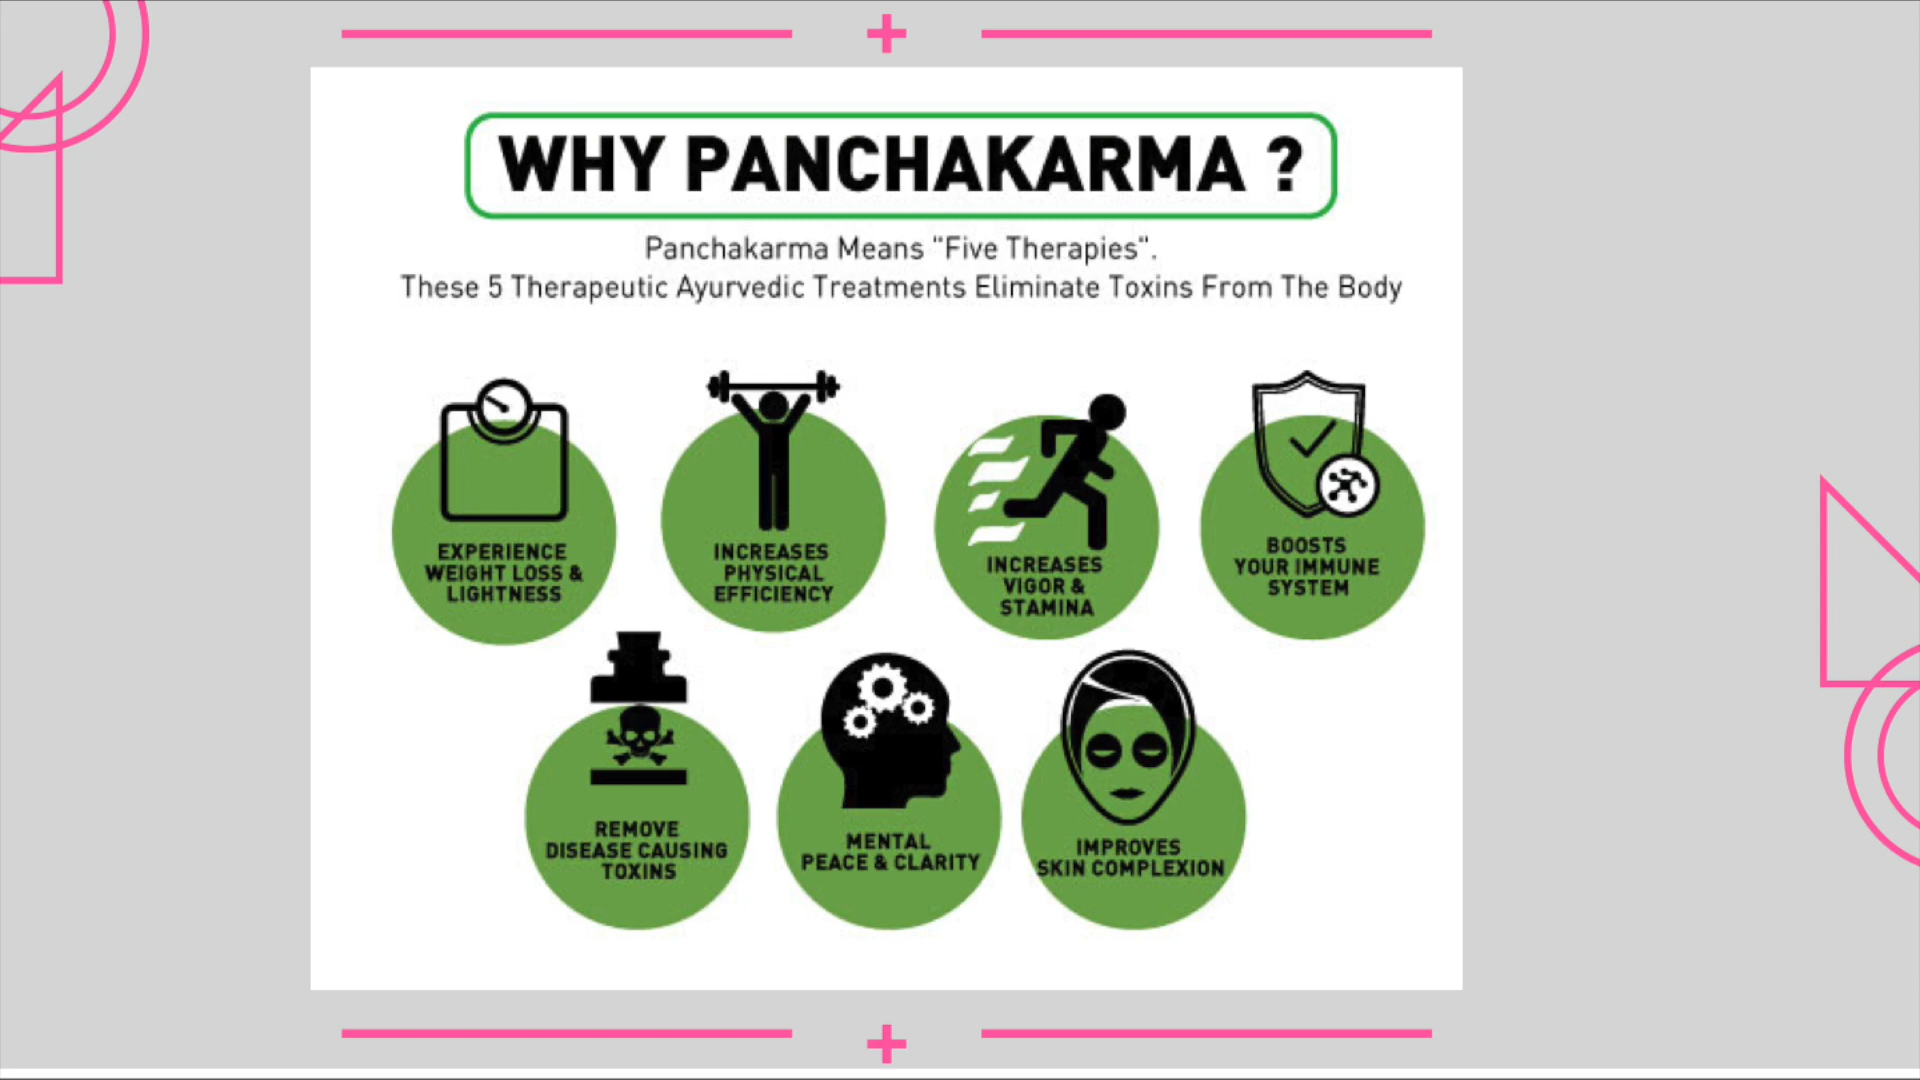 WHY PANCHAKARMA ?
Panchakarma Means "Five Therapies".
These 5 Therapeutic Ayurvedic Treatments Eliminate Toxins From The Body
EXPERIENCE
WEIGHT LOSS &
LIGHTNESS
INCREASES
PHYSICAL
EFFICIENCY
INCREASES
VIGOR &
STAMINA
BOOSTS
YOUR IMMUNE
SYSTEM
REMOVE
DISEASE CAUSING
TOXINS
MENTAL
PEACE & CLARITY
IMPROVES
SKIN COMPLEXION